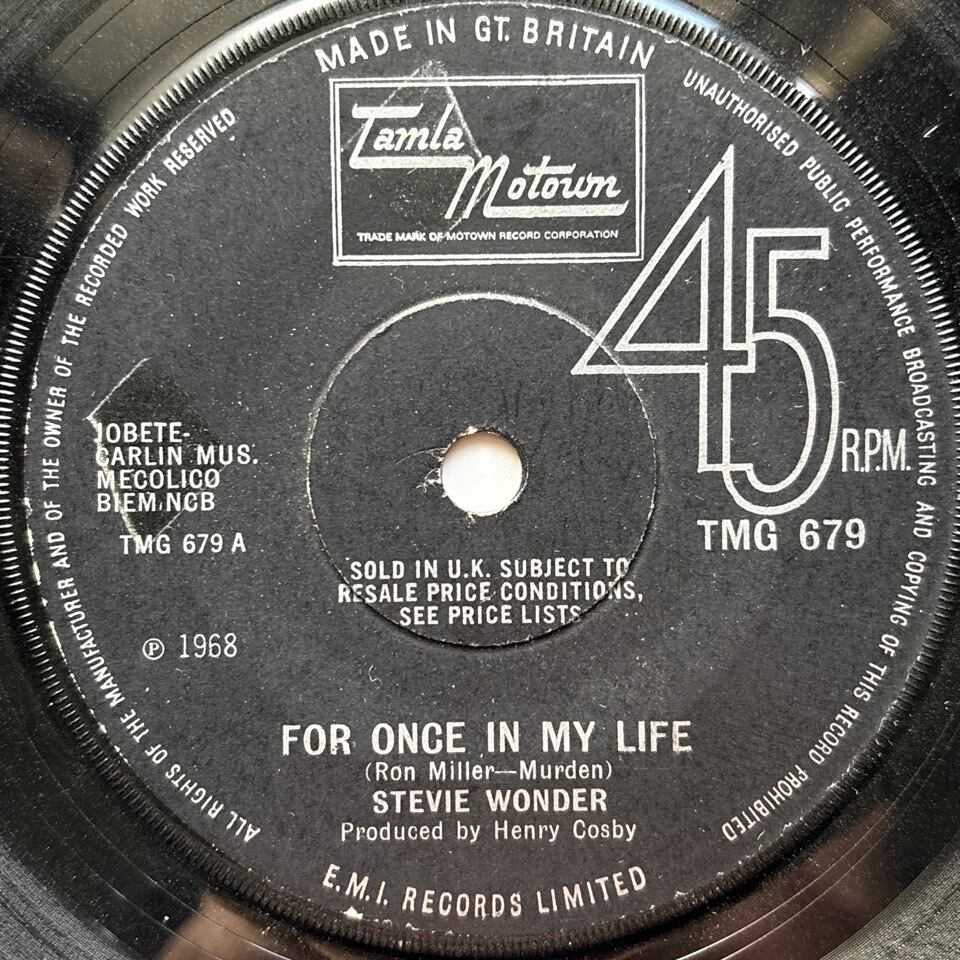 MADE IN GT. BRITAIN
UNAUTHORISED PUBLIC PERFORMANCE BROADCASTING AND COPYING OF THIS RECORD PROHIBITED
ALL RIGHTS OF THE MANUFACTURER AND OF THE OWNER OF THE RECORDED WORK RESERVED
Tamla
Motown
TRADE MARK OF MOTOWN RECORD CORPORATION
45
R.P.M.
TMG 679
JOBETE-
CARLIN MUS.
MECOLICO
BIEM.NCB
TMG 679 A
SOLD IN U.K. SUBJECT TO
RESALE PRICE CONDITIONS,
SEE PRICE LISTS
℗ 1968
FOR ONCE IN MY LIFE
(Ron Miller—Murden)
STEVIE WONDER
Produced by Henry Cosby
E.M.I. RECORDS LIMITED